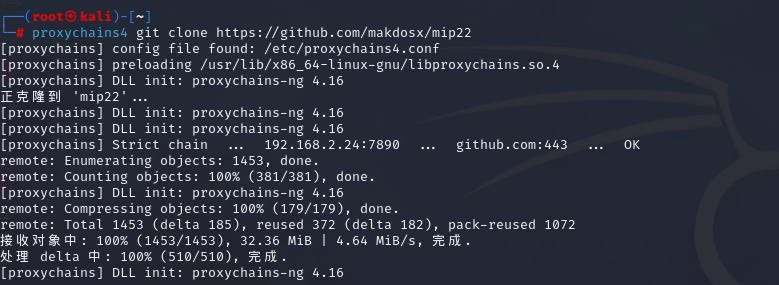 ┌──(root㉿kali)-[~]
└─# proxychains4 git clone https://github.com/makdosx/mip22
[proxychains] config file found: /etc/proxychains4.conf
[proxychains] preloading /usr/lib/x86_64-linux-gnu/libproxychains.so.4
[proxychains] DLL init: proxychains-ng 4.16
正克隆到 'mip22'...
[proxychains] DLL init: proxychains-ng 4.16
[proxychains] DLL init: proxychains-ng 4.16
[proxychains] Strict chain  ...  192.168.2.24:7890  ...  github.com:443  ...  OK
remote: Enumerating objects: 1453, done.
remote: Counting objects: 100% (381/381), done.
[proxychains] DLL init: proxychains-ng 4.16
remote: Compressing objects: 100% (179/179), done.
remote: Total 1453 (delta 185), reused 372 (delta 182), pack-reused 1072
接收对象中: 100% (1453/1453), 32.36 MiB | 4.64 MiB/s, 完成.
处理 delta 中: 100% (510/510), 完成.
[proxychains] DLL init: proxychains-ng 4.16